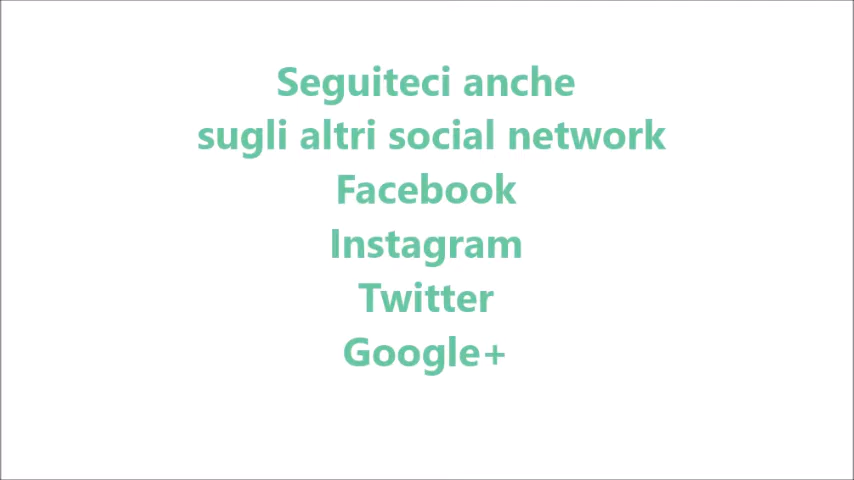 Seguiteci anche
sugli altri social network
Facebook
Instagram
Twitter
Google+